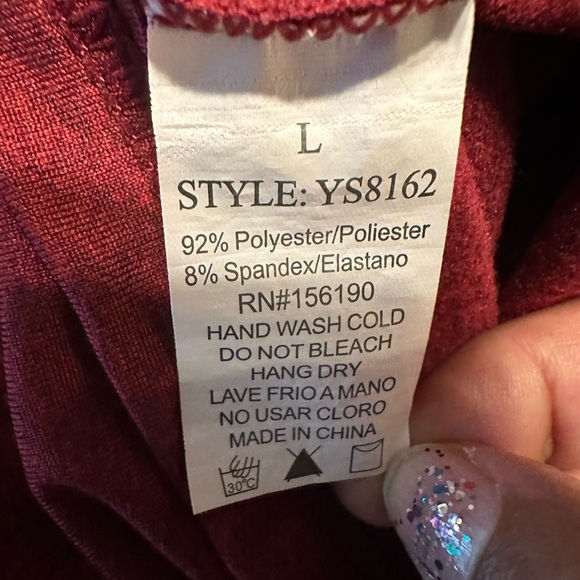 L
STYLE: YS8162
92% Polyester/Poliester
8% Spandex/Elastano
RN#156190
HAND WASH COLD
DO NOT BLEACH
HANG DRY
LAVE FRIO A MANO
NO USAR CLORO
MADE IN CHINA
30°C